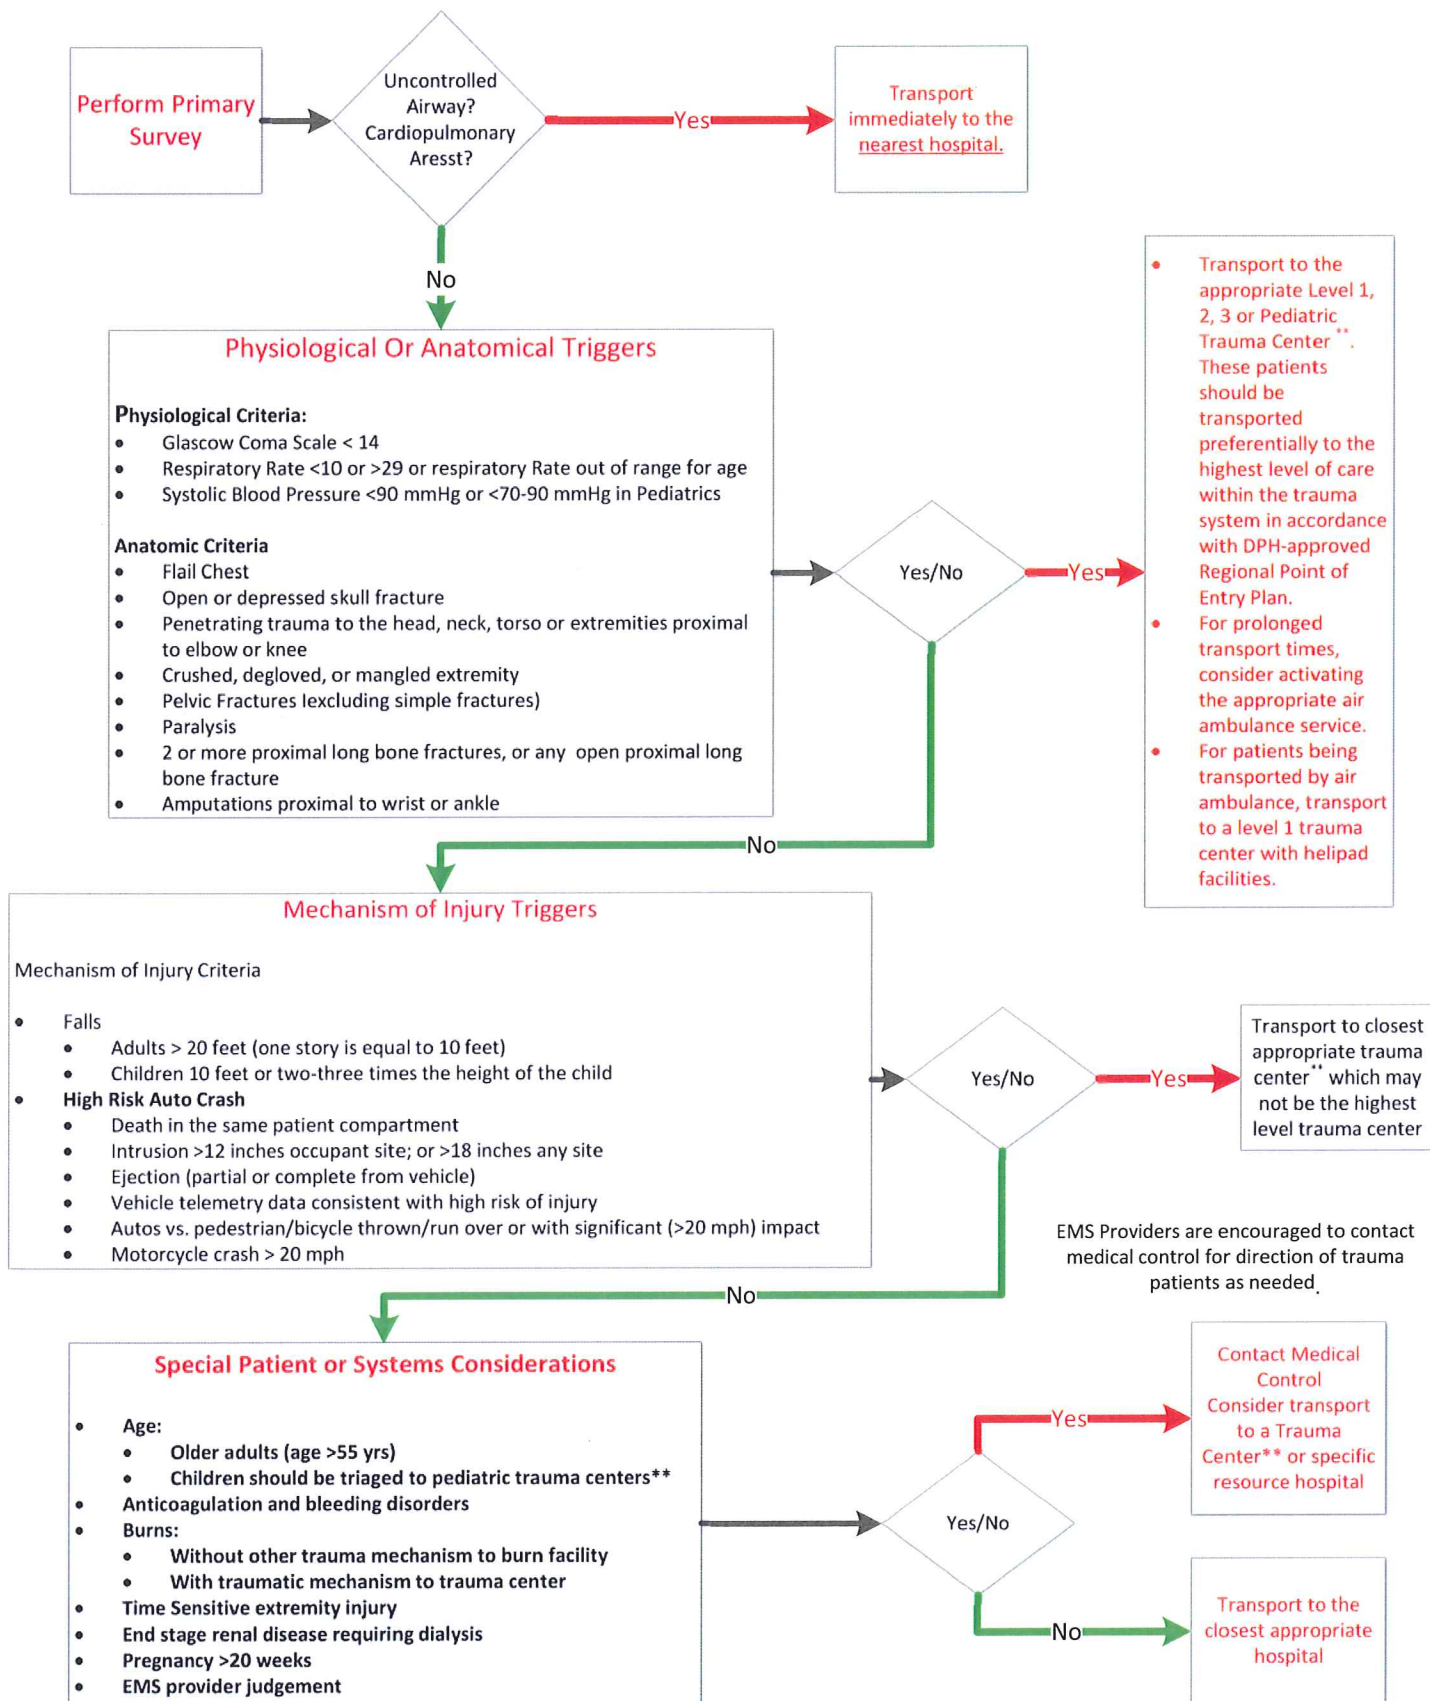 Perform Primary
Survey
Uncontrolled
Airway?
Cardiopulmonary
Aresst?
Yes
Transport
immediately to the
nearest hospital.
No
Physiological Or Anatomical Triggers
Physiological Criteria:
• Glascow Coma Scale < 14
• Respiratory Rate <10 or >29 or respiratory Rate out of range for age
• Systolic Blood Pressure <90 mmHg or <70-90 mmHg in Pediatrics
Anatomic Criteria
• Flail Chest
• Open or depressed skull fracture
• Penetrating trauma to the head, neck, torso or extremities proximal
to elbow or knee
• Crushed, degloved, or mangled extremity
• Pelvic Fractures lexcluding simple fractures)
• Paralysis
• 2 or more proximal long bone fractures, or any open proximal long
bone fracture
• Amputations proximal to wrist or ankle
Yes/No
Yes
• Transport to the
appropriate Level 1,
2, 3 or Pediatric
Trauma Center **.
These patients
should be
transported
preferentially to the
highest level of care
within the trauma
system in accordance
with DPH-approved
Regional Point of
Entry Plan.
• For prolonged
transport times,
consider activating
the appropriate air
ambulance service.
• For patients being
transported by air
ambulance, transport
to a level 1 trauma
center with helipad
facilities.
No
Mechanism of Injury Triggers
Mechanism of Injury Criteria
• Falls
• Adults > 20 feet (one story is equal to 10 feet)
• Children 10 feet or two-three times the height of the child
• High Risk Auto Crash
• Death in the same patient compartment
• Intrusion >12 inches occupant site; or >18 inches any site
• Ejection (partial or complete from vehicle)
• Vehicle telemetry data consistent with high risk of injury
• Autos vs. pedestrian/bicycle thrown/run over or with significant (>20 mph) impact
• Motorcycle crash > 20 mph
Yes/No
Yes
Transport to closest
appropriate trauma
center** which may
not be the highest
level trauma center
EMS Providers are encouraged to contact
medical control for direction of trauma
patients as needed.
No
Special Patient or Systems Considerations
• Age:
• Older adults (age >55 yrs)
• Children should be triaged to pediatric trauma centers**
• Anticoagulation and bleeding disorders
• Burns:
• Without other trauma mechanism to burn facility
• With traumatic mechanism to trauma center
• Time Sensitive extremity injury
• End stage renal disease requiring dialysis
• Pregnancy >20 weeks
• EMS provider judgement
Yes/No
Yes
Contact Medical
Control
Consider transport
to a Trauma
Center** or specific
resource hospital
No
Transport to the
closest appropriate
hospital